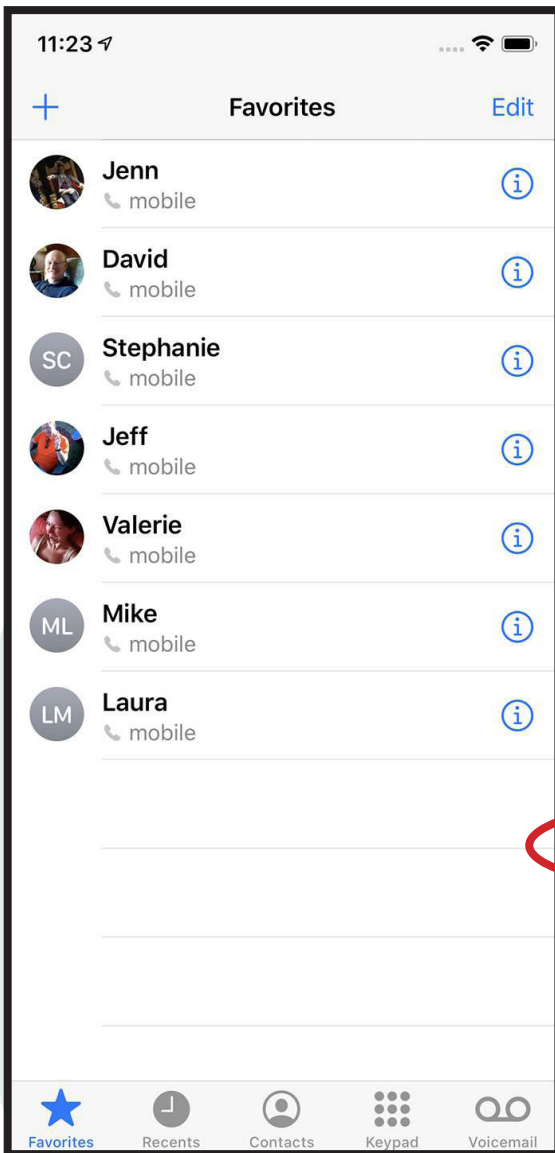 11:23
Favorites
Edit
Jenn
mobile
David
mobile
SC
Stephanie
mobile
Jeff
mobile
Valerie
mobile
ML
Mike
mobile
LM
Laura
mobile
Favorites Recents Contacts Keypad Voicemail